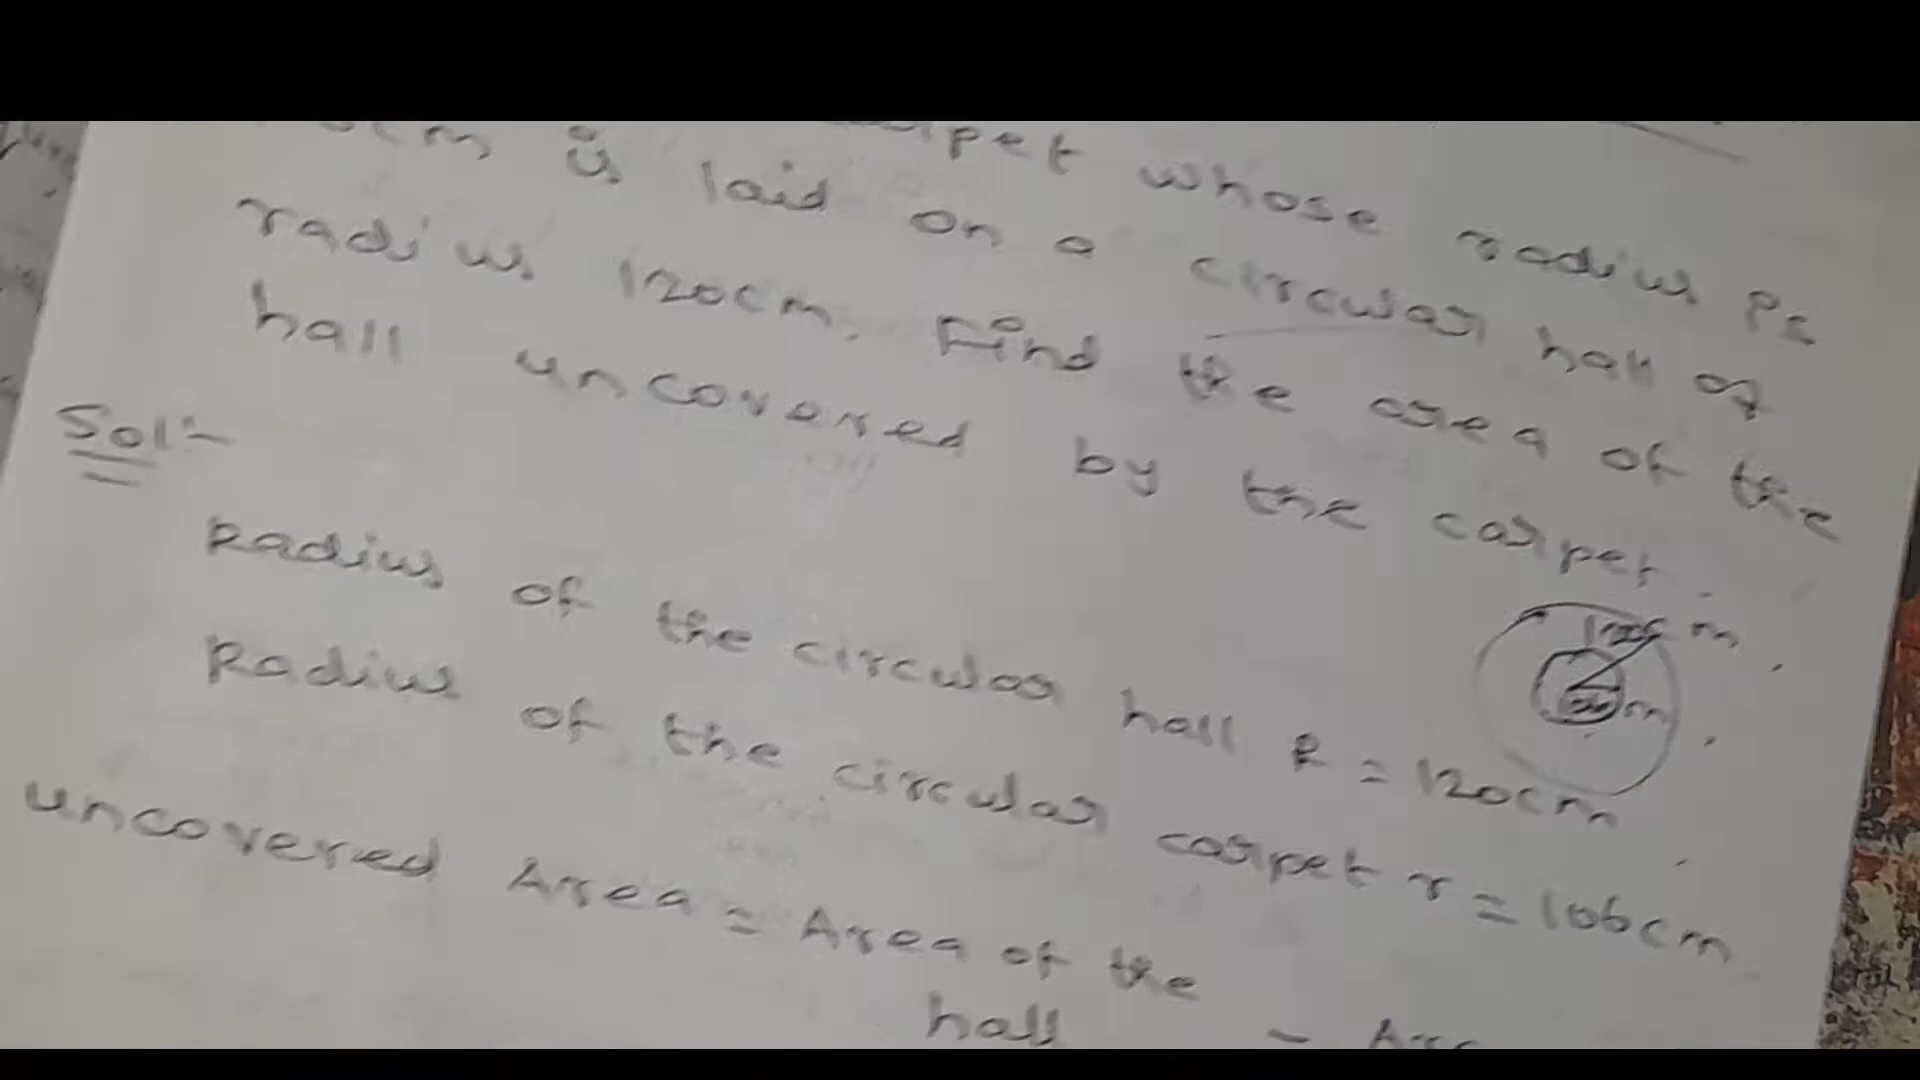 whose radius is
cm is laid on a circular hall of
radius 120cm. Find the area of the
hall uncovered by the carpet.
Sol:-
Radius of the circular hall R = 120cm
Radius of the circular carpet r = 106cm
uncovered Area = Area of the
hall -